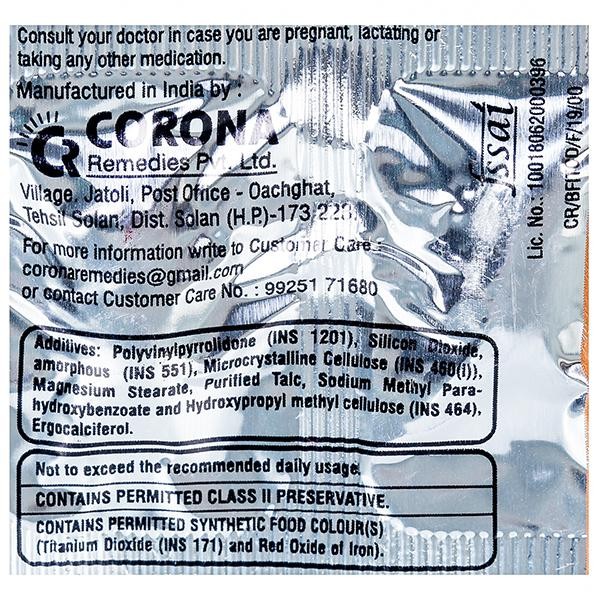 Consult your doctor in case you are pregnant, lactating or
taking any other medication.
Manufactured in India by :
CR CORONA
Remedies Pvt. Ltd.
Village. Jatoli, Post Office - Oachghat,
Tehsil Solan, Dist. Solan (H.P.)-173 223.
For more information write to Customer Care :
coronaremedies@gmail.com
or contact Customer Care No. : 99251 71680
Additives: Polyvinylpyrrolidone (INS 1201), Silicon Dioxide,
amorphous (INS 551), Microcrystalline Cellulose (INS 460(i)),
Magnesium Stearate, Purified Talc, Sodium Methyl Para-
hydroxybenzoate and Hydroxypropyl methyl cellulose (INS 464),
Ergocalciferol.
Not to exceed the recommended daily usage.
CONTAINS PERMITTED CLASS II PRESERVATIVE.
CONTAINS PERMITTED SYNTHETIC FOOD COLOUR(S)
(Titanium Dioxide (INS 171) and Red Oxide of Iron).
fssai
Lic. No.: 10018062000396